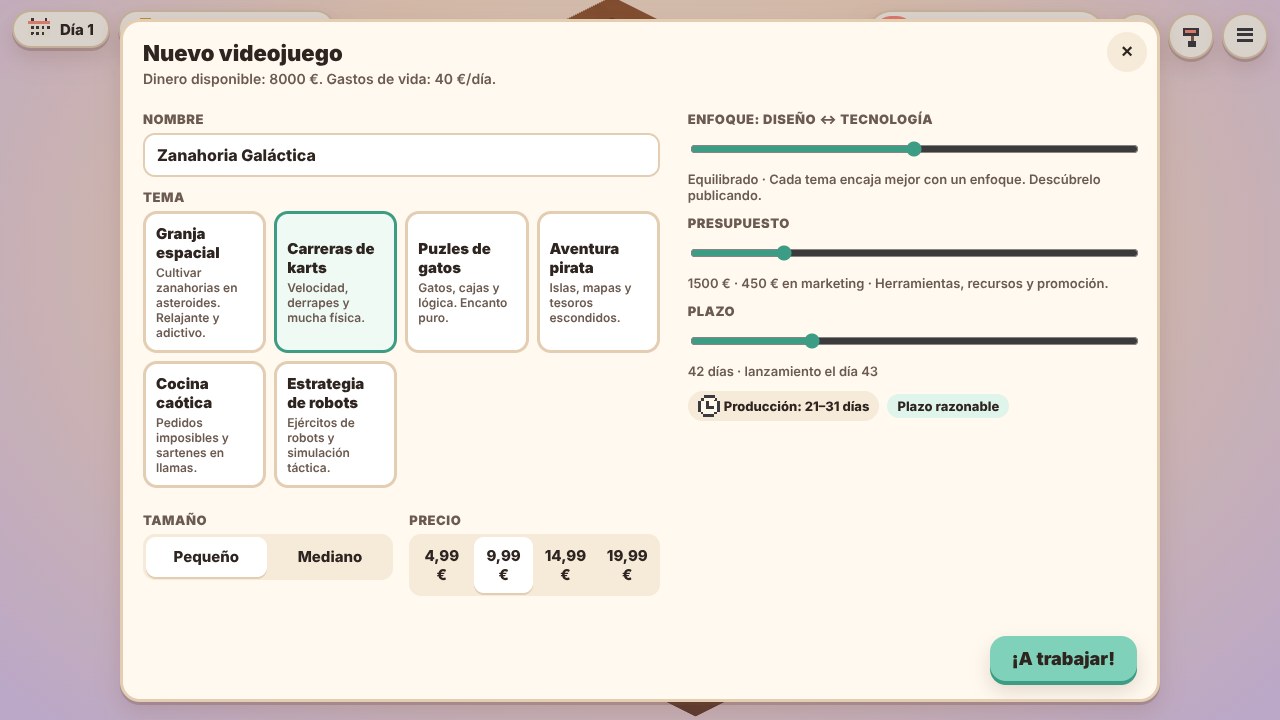 Día 1
Nuevo videojuego
Dinero disponible: 8000 €. Gastos de vida: 40 €/día.
×
NOMBRE
Zanahoria Galáctica
TEMA
Granja
espacial
Cultivar
zanahorias en
asteroides.
Relajante y
adictivo.
Carreras de
karts
Velocidad,
derrapes y
mucha física.
Puzles de
gatos
Gatos, cajas y
lógica. Encanto
puro.
Aventura
pirata
Islas, mapas y
tesoros
escondidos.
Cocina
caótica
Pedidos
imposibles y
sartenes en
llamas.
Estrategia
de robots
Ejércitos de
robots y
simulación
táctica.
TAMAÑO
Pequeño
Mediano
PRECIO
4,99
€
9,99
€
14,99
€
19,99
€
ENFOQUE: DISEÑO ↔ TECNOLOGÍA
Equilibrado · Cada tema encaja mejor con un enfoque. Descúbrelo
publicando.
PRESUPUESTO
1500 € · 450 € en marketing · Herramientas, recursos y promoción.
PLAZO
42 días · lanzamiento el día 43
Producción: 21–31 días
Plazo razonable
¡A trabajar!